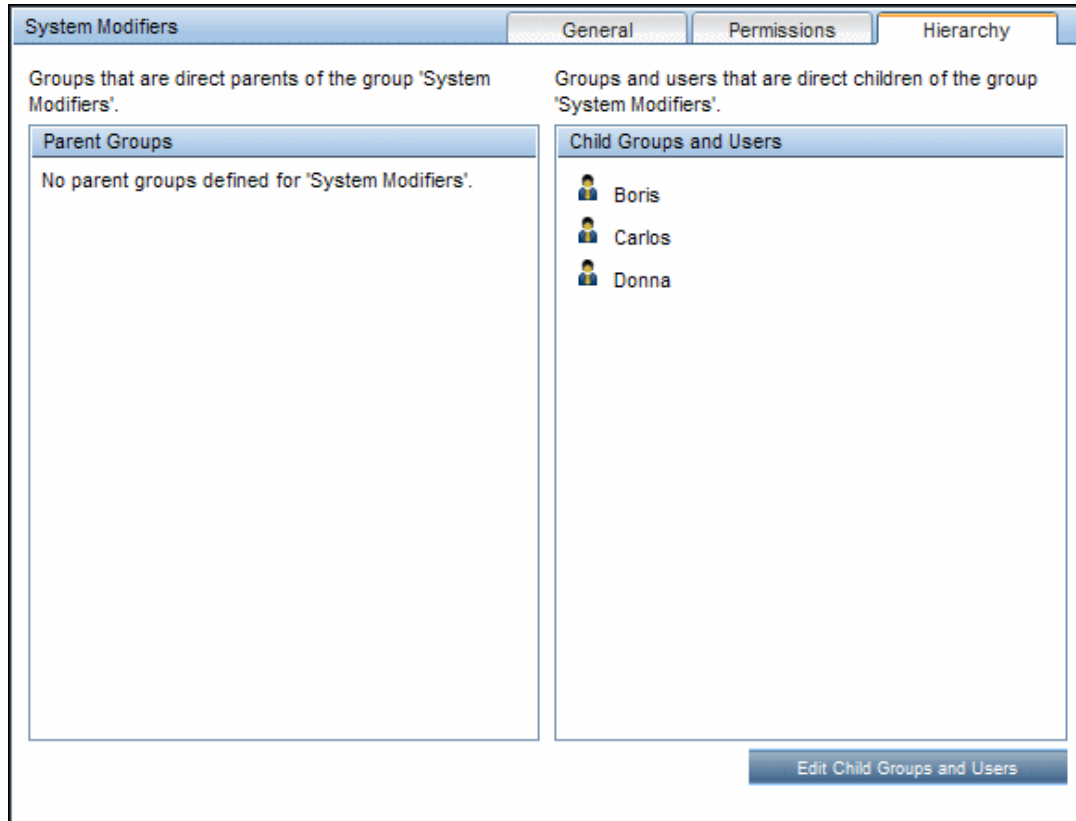 System Modifiers
General
Permissions
Hierarchy
Groups that are direct parents of the group 'System
Modifiers'.
Parent Groups
No parent groups defined for 'System Modifiers'.
Groups and users that are direct children of the group
'System Modifiers'.
Child Groups and Users
Boris
Carlos
Donna
Edit Child Groups and Users